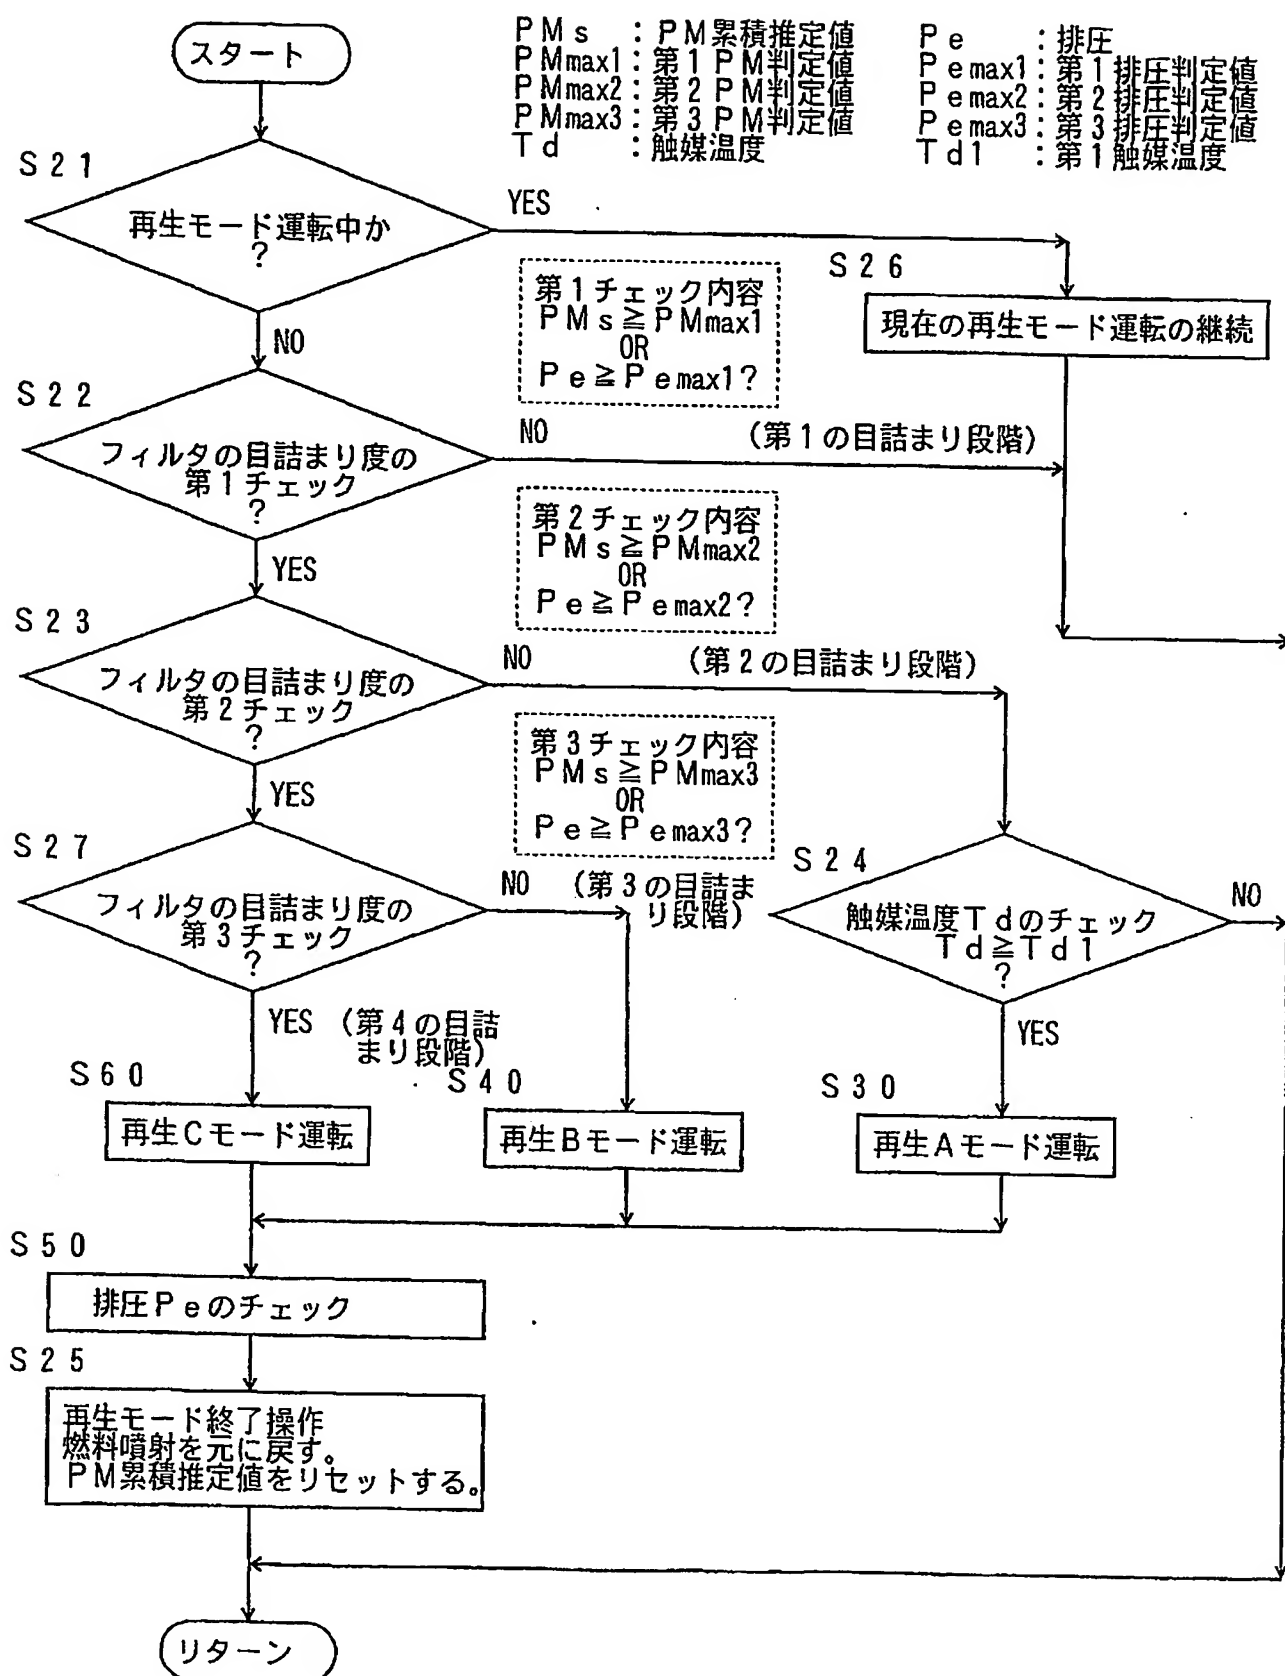 スタート
PMs : PM累積推定値
PMmax1 : 第1PM判定値
PMmax2 : 第2PM判定値
PMmax3 : 第3PM判定値
Td : 触媒温度
Pe : 排圧
Pemax1 : 第1排圧判定値
Pemax2 : 第2排圧判定値
Pemax3 : 第3排圧判定値
Td1 : 第1触媒温度
S21
再生モード運転中か
?
YES
NO
S26
現在の再生モード運転の継続
第1チェック内容
PMs≧PMmax1
OR
Pe≧Pemax1?
S22
フィルタの目詰まり度の
第1チェック
?
NO
(第1の目詰まり段階)
YES
第2チェック内容
PMs≧PMmax2
OR
Pe≧Pemax2?
S23
フィルタの目詰まり度の
第2チェック
?
NO
(第2の目詰まり段階)
YES
第3チェック内容
PMs≧PMmax3
OR
Pe≧Pemax3?
S27
フィルタの目詰まり度の
第3チェック
?
NO
(第3の目詰ま
り段階)
YES
(第4の目詰
まり段階)
S24
触媒温度Tdのチェック
Td≧Td1
?
NO
YES
S60
再生Cモード運転
S40
再生Bモード運転
S30
再生Aモード運転
S50
排圧Peのチェック
S25
再生モード終了操作
燃料噴射を元に戻す。
PM累積推定値をリセットする。
リターン